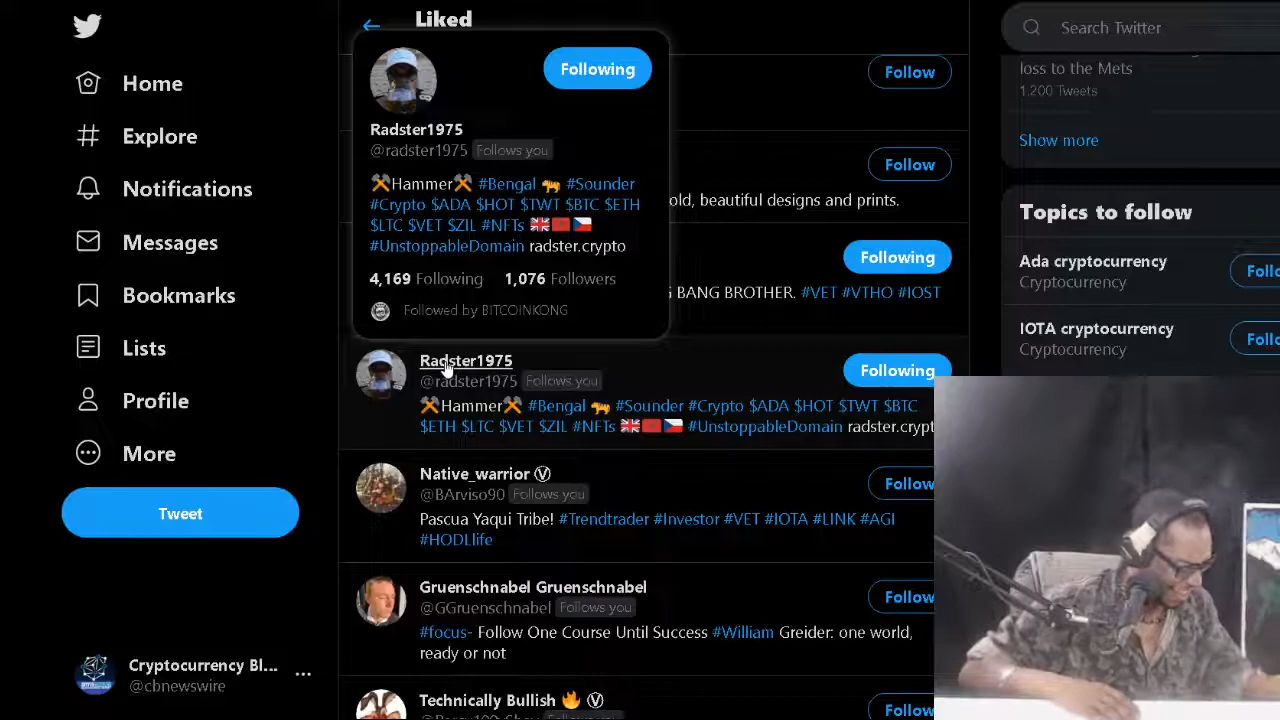 Home
Explore
Notifications
Messages
Bookmarks
Lists
Profile
More
Tweet
Cryptocurrency Bl...
@cbnewswire
Liked
Following
Radster1975
@radster1975 Follows you
⚒Hammer⚒ #Bengal 🐅 #Sounder
#Crypto $ADA $HOT $TWT $BTC $ETH
$LTC $VET $ZIL #NFTs 🇬🇧🇲🇦🇨🇿
#UnstoppableDomain radster.crypto
4,169 Following 1,076 Followers
Followed by BITCOINKONG
Follow
Follow
old, beautiful designs and prints.
Following
BANG BROTHER. #VET #VTHO #IOST
Radster1975
@radster1975 Follows you
Following
⚒Hammer⚒ #Bengal 🐅 #Sounder #Crypto $ADA $HOT $TWT $BTC
$ETH $LTC $VET $ZIL #NFTs 🇬🇧🇲🇦🇨🇿 #UnstoppableDomain radster.crypt
Native_warrior Ⓥ
@BArviso90 Follows you
Follow
Pascua Yaqui Tribe! #Trendtrader #Investor #VET #IOTA #LINK #AGI
#HODLlife
Gruenschnabel Gruenschnabel
@GGruenschnabel Follows you
Follow
#focus- Follow One Course Until Success #William Greider: one world,
ready or not
Technically Bullish 🔥 Ⓥ
Follow
Search Twitter
loss to the Mets
1,200 Tweets
Show more
Topics to follow
Ada cryptocurrency
Cryptocurrency
Follo
IOTA cryptocurrency
Cryptocurrency
Follo